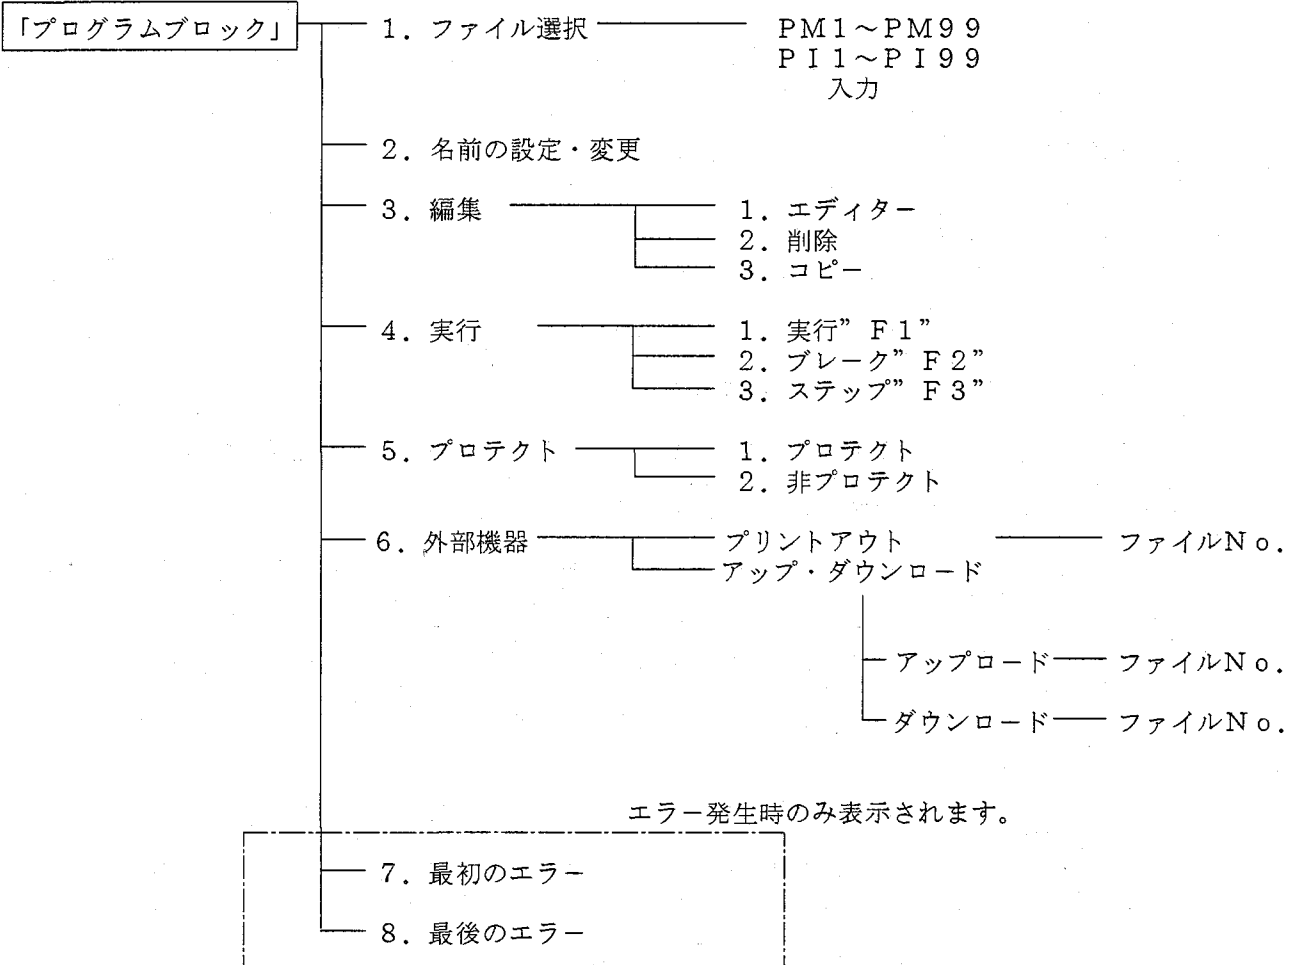 「プログラムブロック」
1．ファイル選択
PM1～PM99
PI1～PI99
入力
2．名前の設定・変更
3．編集
1．エディター
2．削除
3．コピー
4．実行
1．実行”F1”
2．ブレーク”F2”
3．ステップ”F3”
5．プロテクト
1．プロテクト
2．非プロテクト
6．外部機器
プリントアウト
ファイルNo．
アップ・ダウンロード
アップロード
ファイルNo．
ダウンロード
ファイルNo．
エラー発生時のみ表示されます。
7．最初のエラー
8．最後のエラー